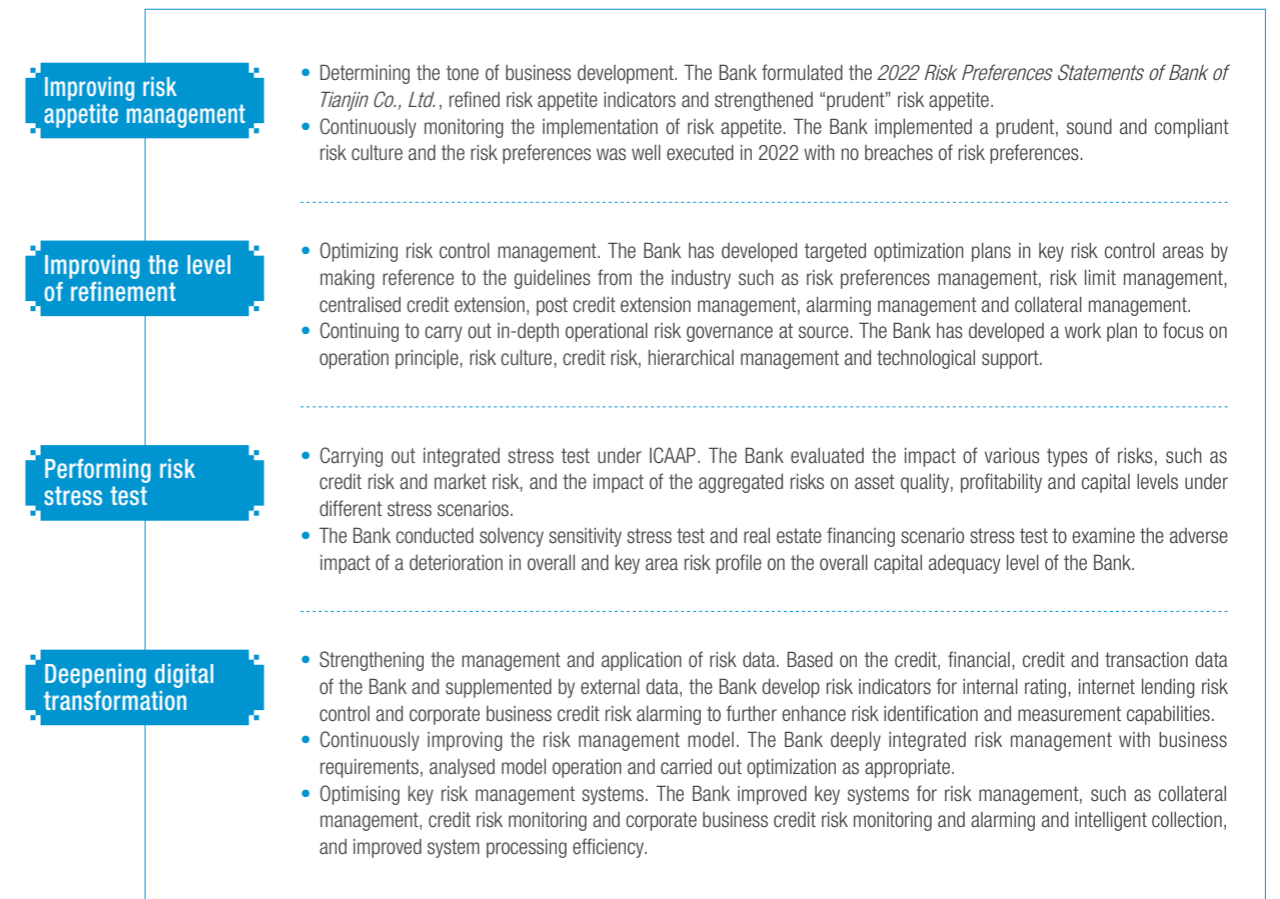 Improving risk
appetite management
• Determining the tone of business development. The Bank formulated the 2022 Risk Preferences Statements of Bank of
Tianjin Co., Ltd., refined risk appetite indicators and strengthened “prudent” risk appetite.
• Continuously monitoring the implementation of risk appetite. The Bank implemented a prudent, sound and compliant
risk culture and the risk preferences was well executed in 2022 with no breaches of risk preferences.
Improving the level
of refinement
• Optimizing risk control management. The Bank has developed targeted optimization plans in key risk control areas by
making reference to the guidelines from the industry such as risk preferences management, risk limit management,
centralised credit extension, post credit extension management, alarming management and collateral management.
• Continuing to carry out in-depth operational risk governance at source. The Bank has developed a work plan to focus on
operation principle, risk culture, credit risk, hierarchical management and technological support.
Performing risk
stress test
• Carrying out integrated stress test under ICAAP. The Bank evaluated the impact of various types of risks, such as
credit risk and market risk, and the impact of the aggregated risks on asset quality, profitability and capital levels under
different stress scenarios.
• The Bank conducted solvency sensitivity stress test and real estate financing scenario stress test to examine the adverse
impact of a deterioration in overall and key area risk profile on the overall capital adequacy level of the Bank.
Deepening digital
transformation
• Strengthening the management and application of risk data. Based on the credit, financial, credit and transaction data
of the Bank and supplemented by external data, the Bank develop risk indicators for internal rating, internet lending risk
control and corporate business credit risk alarming to further enhance risk identification and measurement capabilities.
• Continuously improving the risk management model. The Bank deeply integrated risk management with business
requirements, analysed model operation and carried out optimization as appropriate.
• Optimising key risk management systems. The Bank improved key systems for risk management, such as collateral
management, credit risk monitoring and corporate business credit risk monitoring and alarming and intelligent collection,
and improved system processing efficiency.